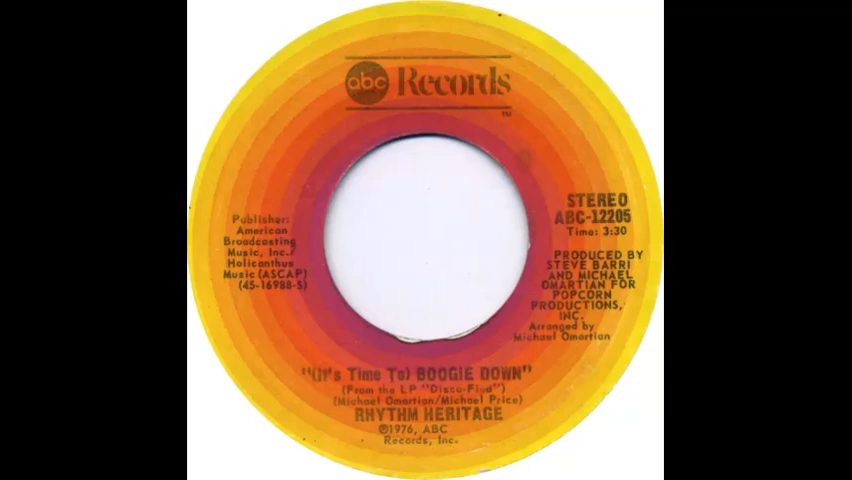 abc Records
TM
STEREO
ABC-12205
Time: 3:30
Publisher:
American
Broadcasting
Music, Inc./
Holicanthus
Music (ASCAP)
(45-16988-S)
PRODUCED BY
STEVE BARRI
AND MICHAEL
OMARTIAN FOR
POPCORN
PRODUCTIONS,
INC.
Arranged by
Michael Omartian
"(It's Time To) BOOGIE DOWN"
(From the LP "Disco-Fied")
(Michael Omartian/Michael Price)
RHYTHM HERITAGE
℗1976, ABC
Records, Inc.